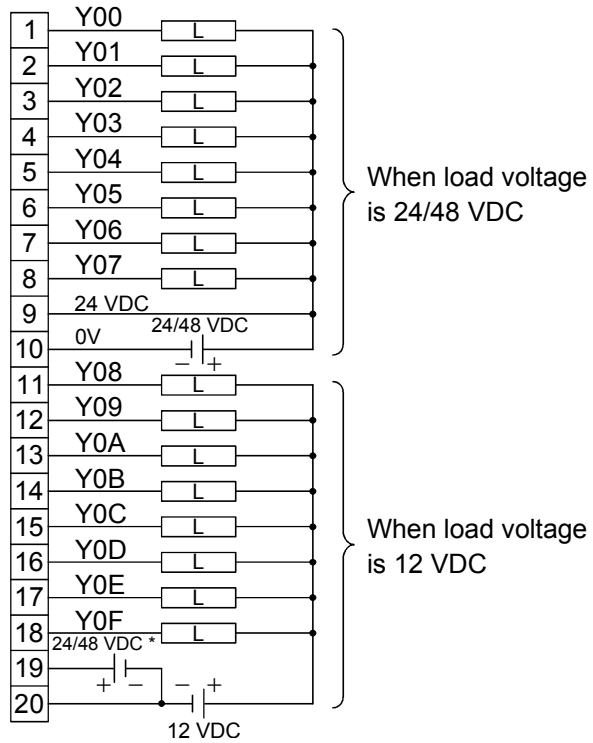 1 Y00 L
2 Y01 L
3 Y02 L
4 Y03 L
5 Y04 L
6 Y05 L
7 Y06 L
8 Y07 L
When load voltage
is 24/48 VDC
9 24 VDC
10 0V 24/48 VDC
− +
11 Y08 L
12 Y09 L
13 Y0A L
14 Y0B L
15 Y0C L
16 Y0D L
17 Y0E L
18 Y0F L
When load voltage
is 12 VDC
19 24/48 VDC *
+ −
20 − +
12 VDC